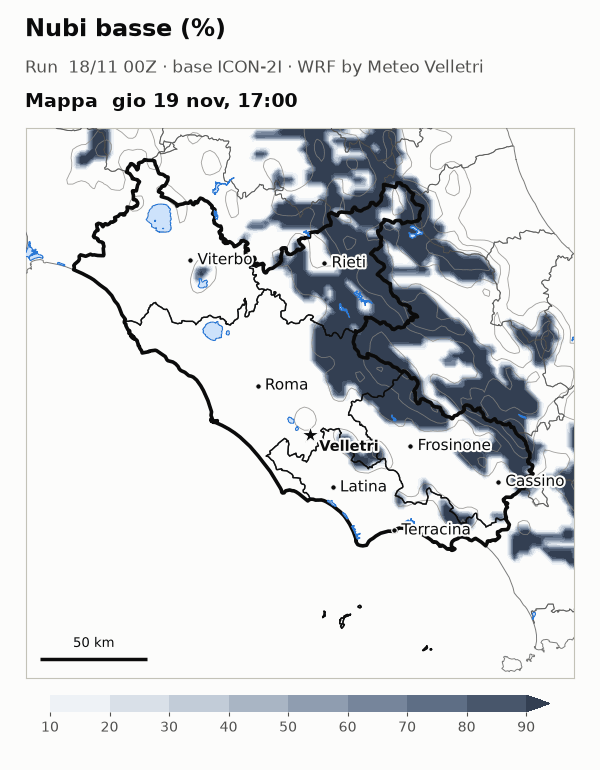 Nubi basse (%)
Run 18/11 00Z · base ICON-2I · WRF by Meteo Velletri
Mappa gio 19 nov, 17:00
Viterbo
Rieti
Roma
Velletri
Frosinone
Cassino
Latina
Terracina
50 km
10 20 30 40 50 60 70 80 90